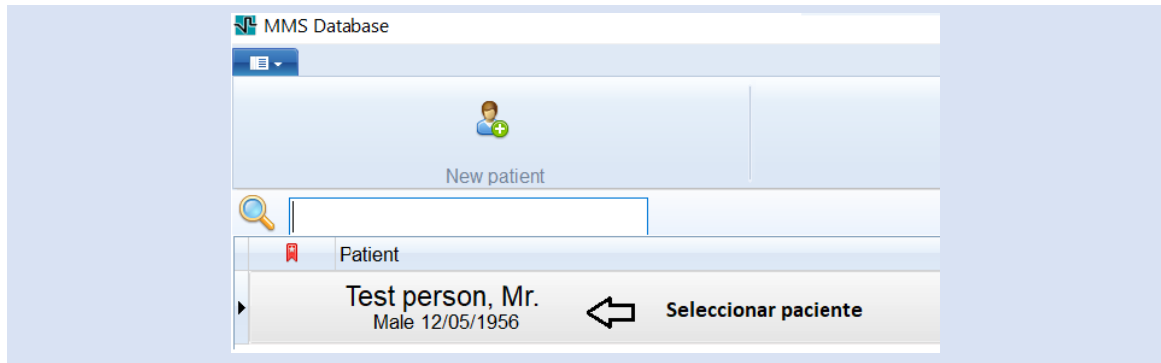 MMS Database
New patient
Patient
Test person, Mr.
Male 12/05/1956
Seleccionar paciente